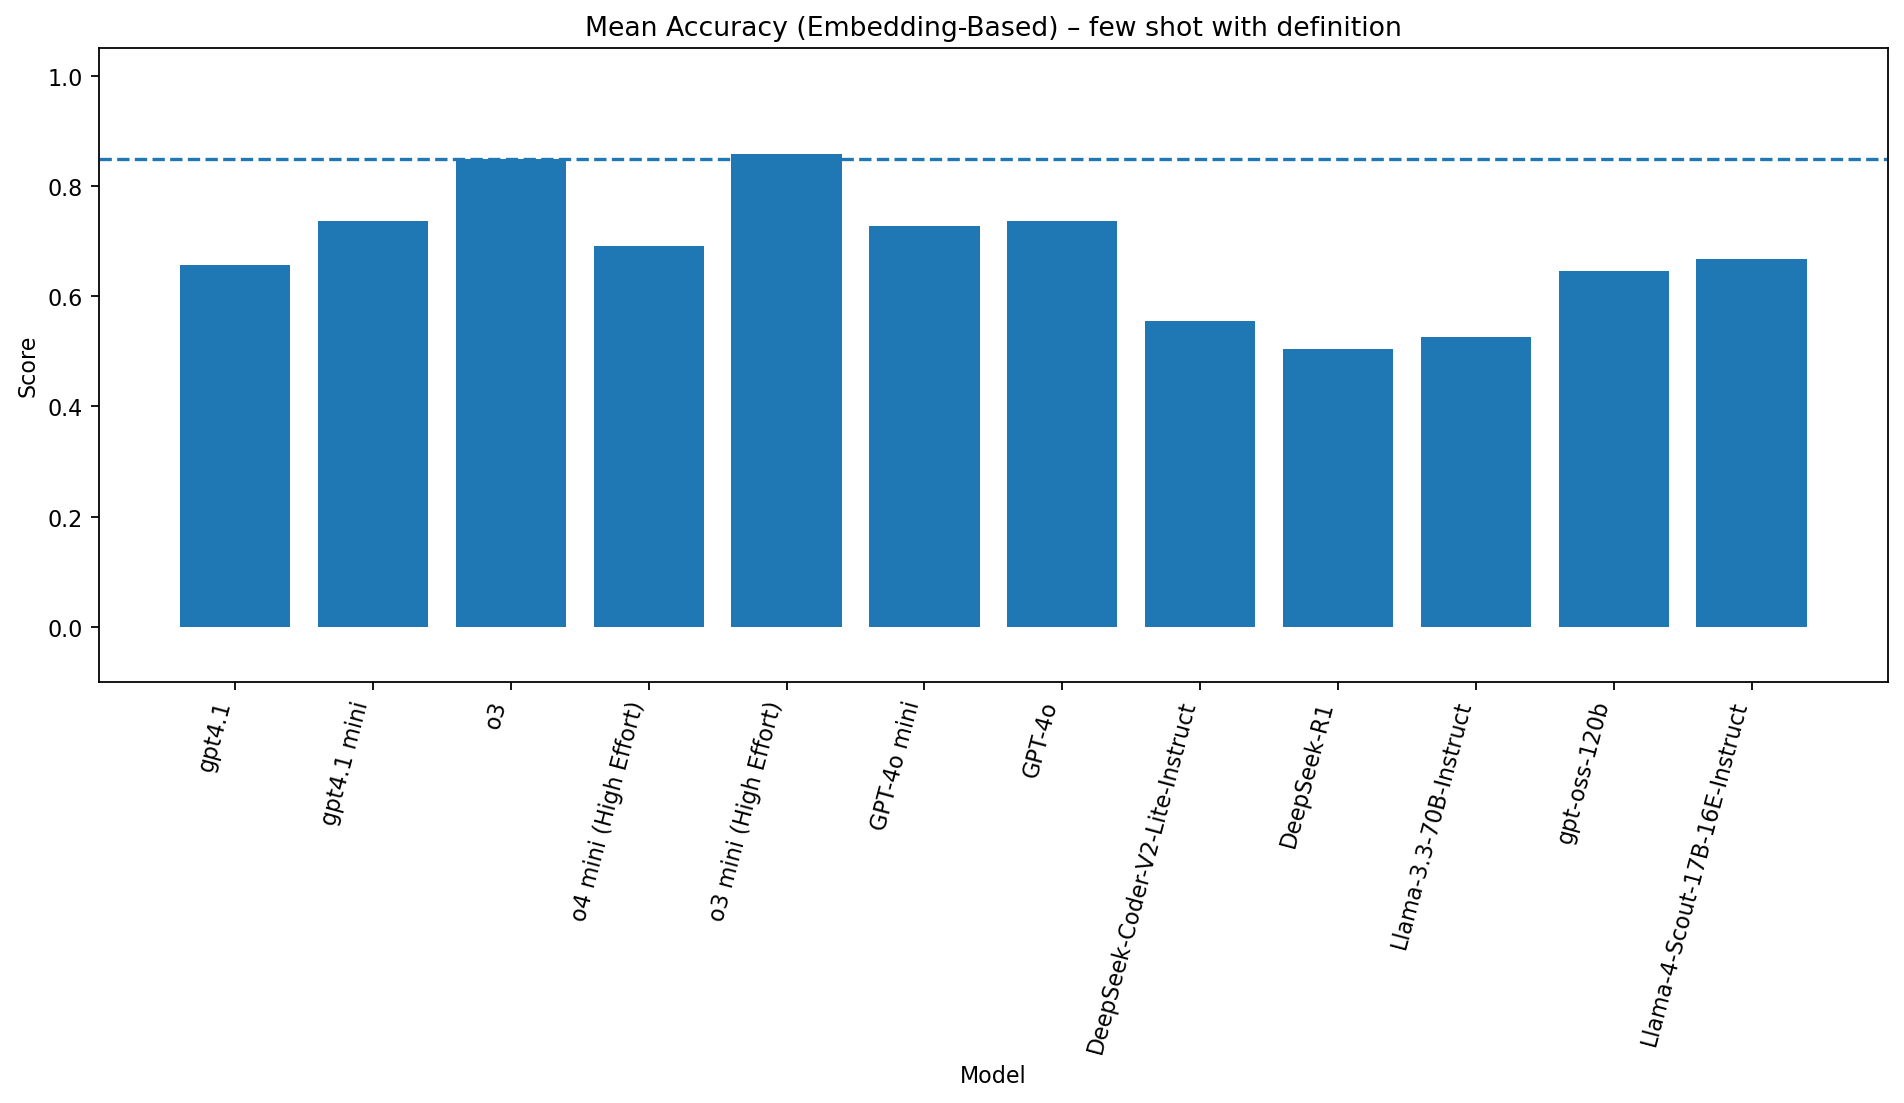 Mean Accuracy (Embedding-Based) – few shot with definition
1.0
0.8
0.6
0.4
0.2
0.0
Score
gpt4.1
gpt4.1 mini
o3
o4 mini (High Effort)
o3 mini (High Effort)
GPT-4o mini
GPT-4o
DeepSeek-Coder-V2-Lite-Instruct
DeepSeek-R1
Llama-3.3-70B-Instruct
gpt-oss-120b
Llama-4-Scout-17B-16E-Instruct
Model